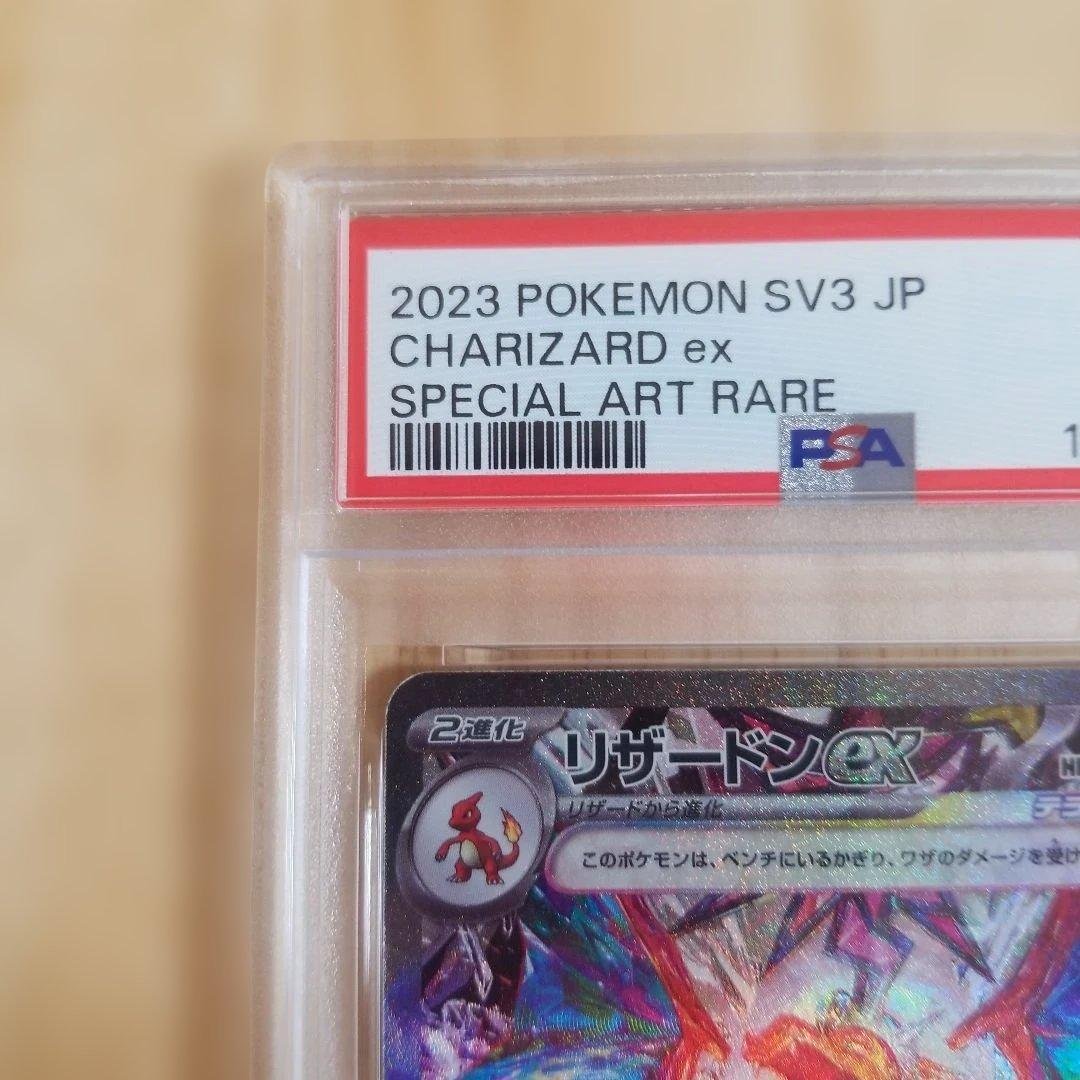 2023 POKEMON SV3 JP
CHARIZARD ex
SPECIAL ART RARE
PSA
2進化
リザードンex
リザードから進化
このポケモンは、ベンチにいるかぎり、ワザのダメージを受け